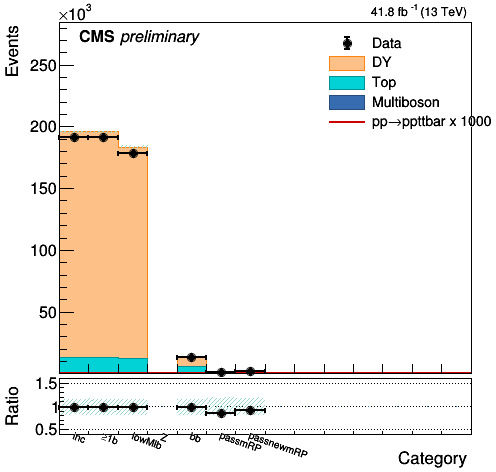 ×10³
41.8 fb⁻¹ (13 TeV)
Events
CMS preliminary
Data
DY
Top
Multiboson
pp→ppttbar x 1000
250
200
150
100
50
Ratio
1.5
1
0.5
inc
≥1b
lowMlb
Z
bb
passmRP
passnewmRP
Category